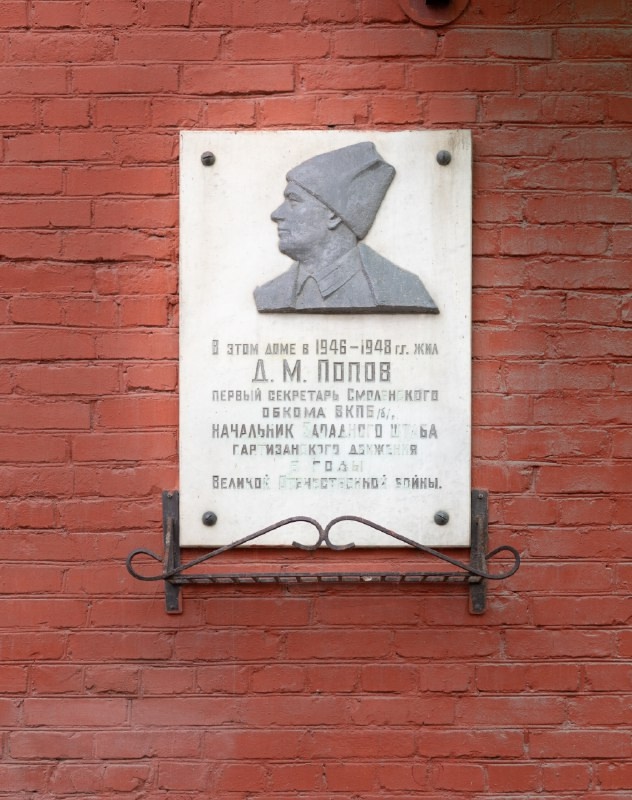 В ЭТОМ ДОМЕ В 1946–1948 ГГ. ЖИЛ
Д. М. ПОПОВ
ПЕРВЫЙ СЕКРЕТАРЬ СМОЛЕНСКОГО
ОБКОМА ВКПБ/б/,
НАЧАЛЬНИК ЗАПАДНОГО ШТАБА
ПАРТИЗАНСКОГО ДВИЖЕНИЯ
В ГОДЫ
ВЕЛИКОЙ ОТЕЧЕСТВЕННОЙ ВОЙНЫ.